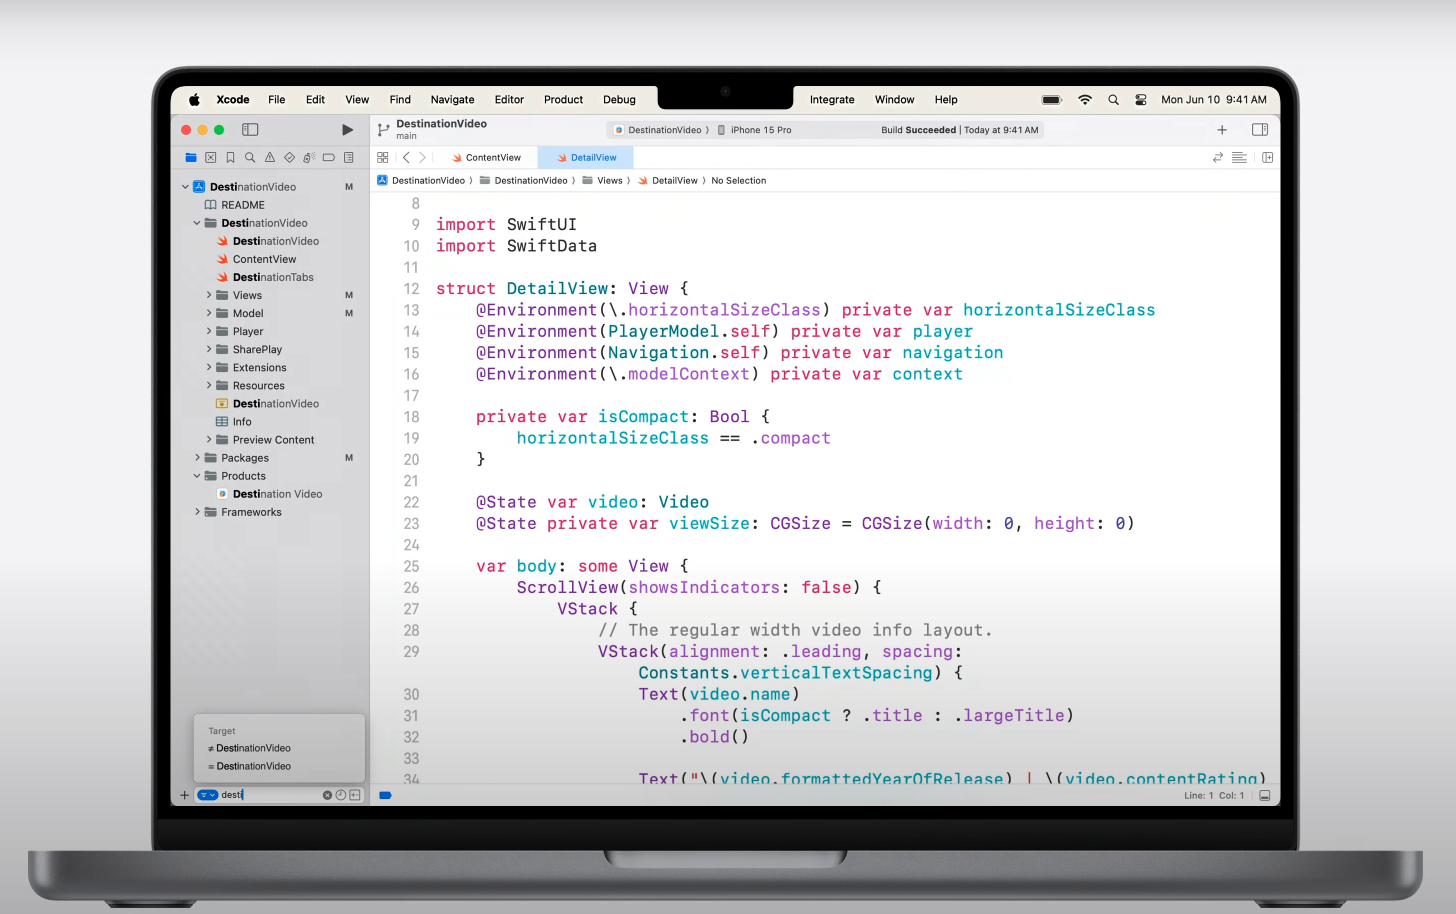 Xcode File Edit View Find Navigate Editor Product Debug Integrate Window Help Mon Jun 10 9:41 AM
DestinationVideo
main
DestinationVideo iPhone 15 Pro Build Succeeded | Today at 9:41 AM
ContentView DetailView
DestinationVideo DestinationVideo Views DetailView No Selection
DestinationVideo M
README
DestinationVideo
DestinationVideo
ContentView
DestinationTabs
Views M
Model M
Player
SharePlay
Extensions
Resources
DestinationVideo
Info
Preview Content
Packages M
Products
Destination Video
Frameworks
Target
≠ DestinationVideo
= DestinationVideo
desti
8
9 import SwiftUI
10 import SwiftData
11
12 struct DetailView: View {
13 @Environment(\.horizontalSizeClass) private var horizontalSizeClass
14 @Environment(PlayerModel.self) private var player
15 @Environment(Navigation.self) private var navigation
16 @Environment(\.modelContext) private var context
17
18 private var isCompact: Bool {
19 horizontalSizeClass == .compact
20 }
21
22 @State var video: Video
23 @State private var viewSize: CGSize = CGSize(width: 0, height: 0)
24
25 var body: some View {
26 ScrollView(showsIndicators: false) {
27 VStack {
28 // The regular width video info layout.
29 VStack(alignment: .leading, spacing:
Constants.verticalTextSpacing) {
30 Text(video.name)
31 .font(isCompact ? .title : .largeTitle)
32 .bold()
33
34 Text("\(video.formattedYearOfRelease) | \(video.contentRating)
Line: 1 Col: 1